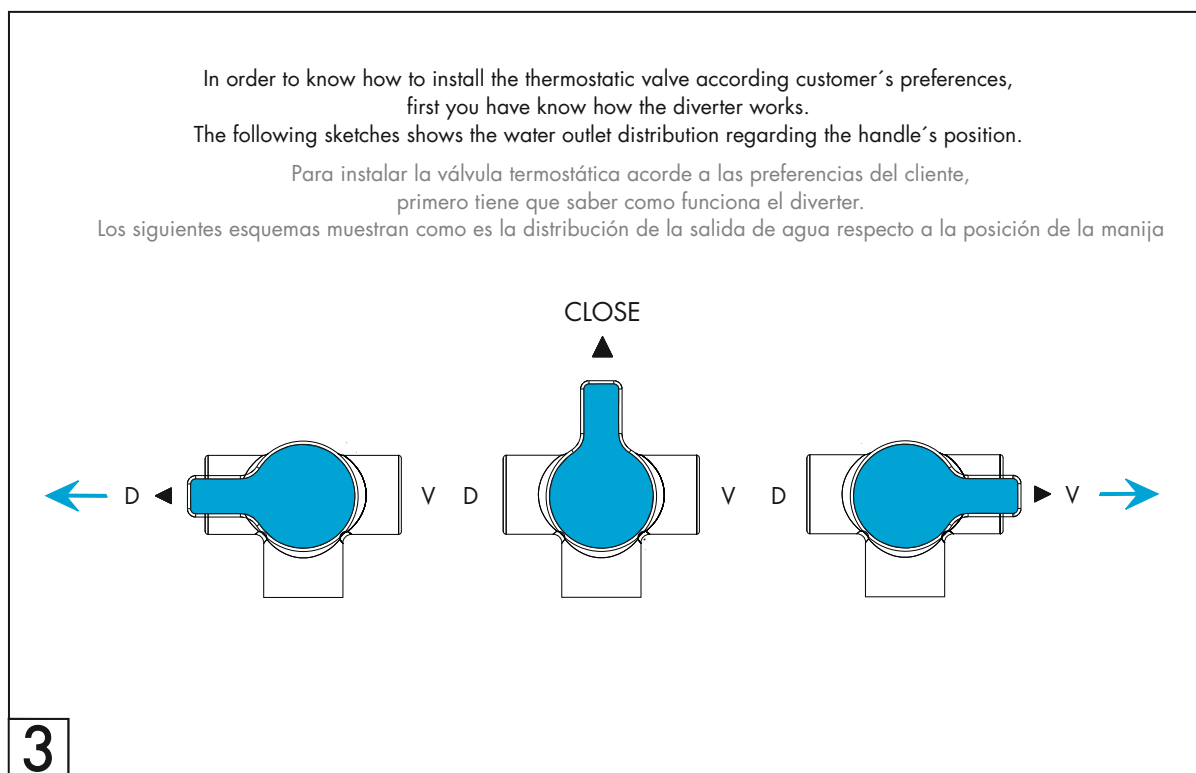 In order to know how to install the thermostatic valve according customer´s preferences,
first you have know how the diverter works.
The following sketches shows the water outlet distribution regarding the handle´s position.
Para instalar la válvula termostática acorde a las preferencias del cliente,
primero tiene que saber como funciona el diverter.
Los siguientes esquemas muestran como es la distribución de la salida de agua respecto a la posición de la manija
CLOSE
D V D V D V
3